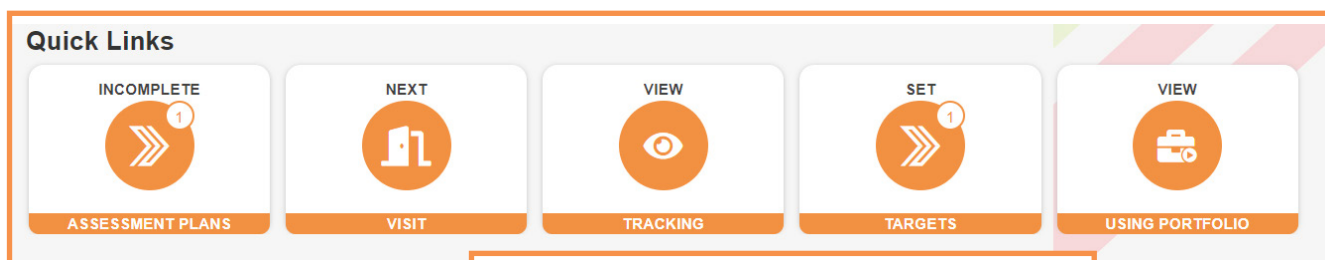 Quick Links
INCOMPLETE
1
ASSESSMENT PLANS
NEXT
VISIT
VIEW
TRACKING
SET
1
TARGETS
VIEW
USING PORTFOLIO